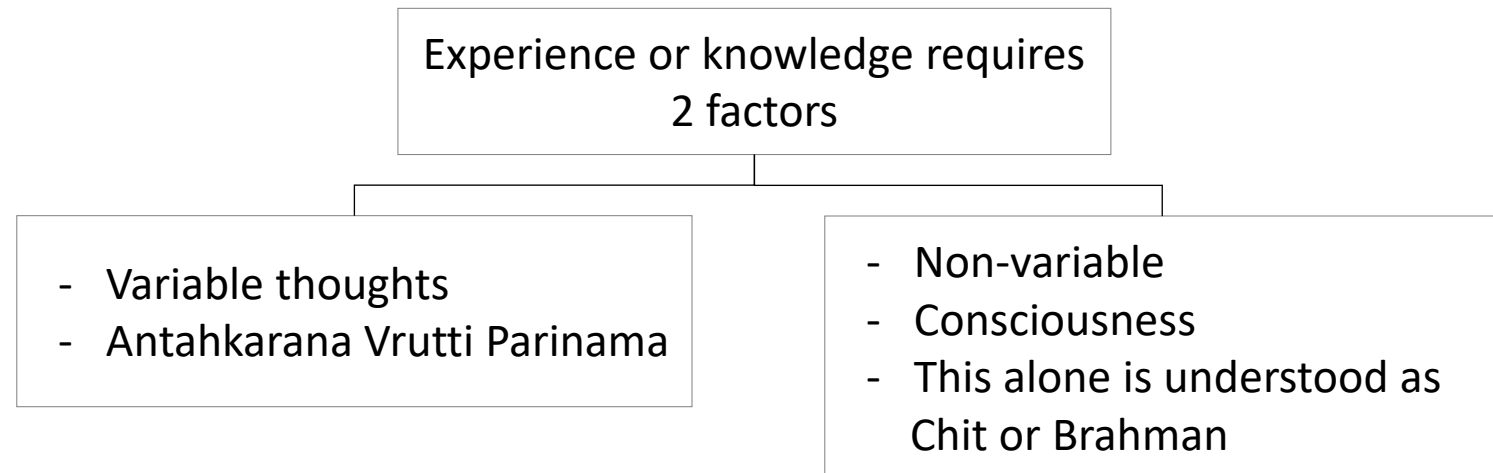 Experience or knowledge requires
2 factors
- Variable thoughts
- Antahkarana Vrutti Parinama
- Non-variable
- Consciousness
- This alone is understood as
Chit or Brahman